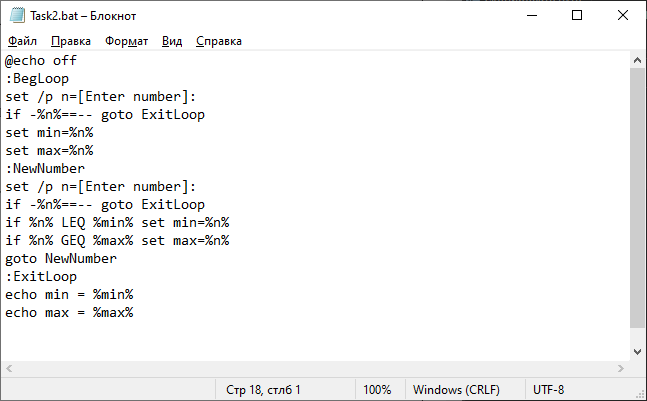 Task2.bat – Блокнот
Файл Правка Формат Вид Справка
@echo off
:BegLoop
set /p n=[Enter number]:
if -%n%==-- goto ExitLoop
set min=%n%
set max=%n%
:NewNumber
set /p n=[Enter number]:
if -%n%==-- goto ExitLoop
if %n% LEQ %min% set min=%n%
if %n% GEQ %max% set max=%n%
goto NewNumber
:ExitLoop
echo min = %min%
echo max = %max%
Стр 18, стлб 1 100% Windows (CRLF) UTF-8